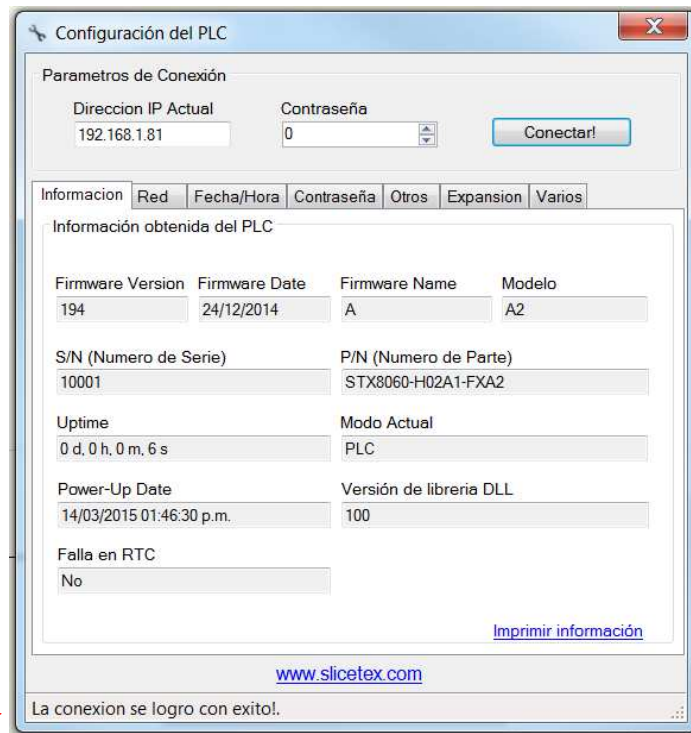 Configuración del PLC
Parametros de Conexión
Direccion IP Actual Contraseña
192.168.1.81 0 Conectar!
Informacion Red Fecha/Hora Contraseña Otros Expansion Varios
Información obtenida del PLC
Firmware Version Firmware Date Firmware Name Modelo
194 24/12/2014 A A2
S/N (Numero de Serie) P/N (Numero de Parte)
10001 STX8060-H02A1-FXA2
Uptime Modo Actual
0 d, 0 h, 0 m, 6 s PLC
Power-Up Date Versión de libreria DLL
14/03/2015 01:46:30 p.m. 100
Falla en RTC
No
Imprimir información
www.slicetex.com
La conexion se logro con exito!.